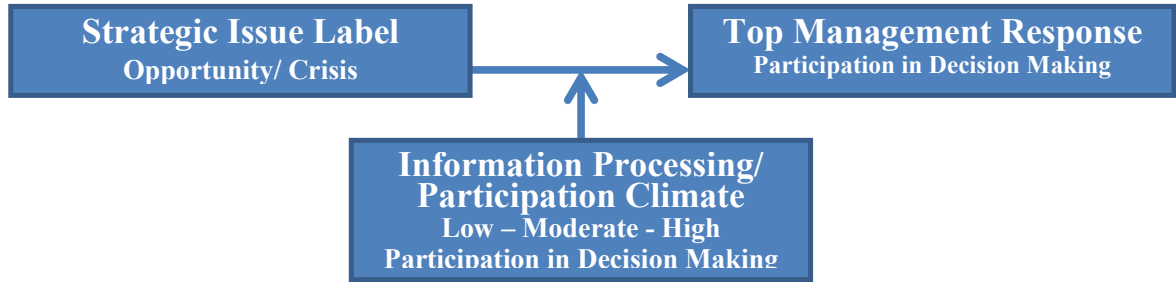 Strategic Issue Label
Opportunity/ Crisis
Top Management Response
Participation in Decision Making
Information Processing/
Participation Climate
Low – Moderate - High
Participation in Decision Making